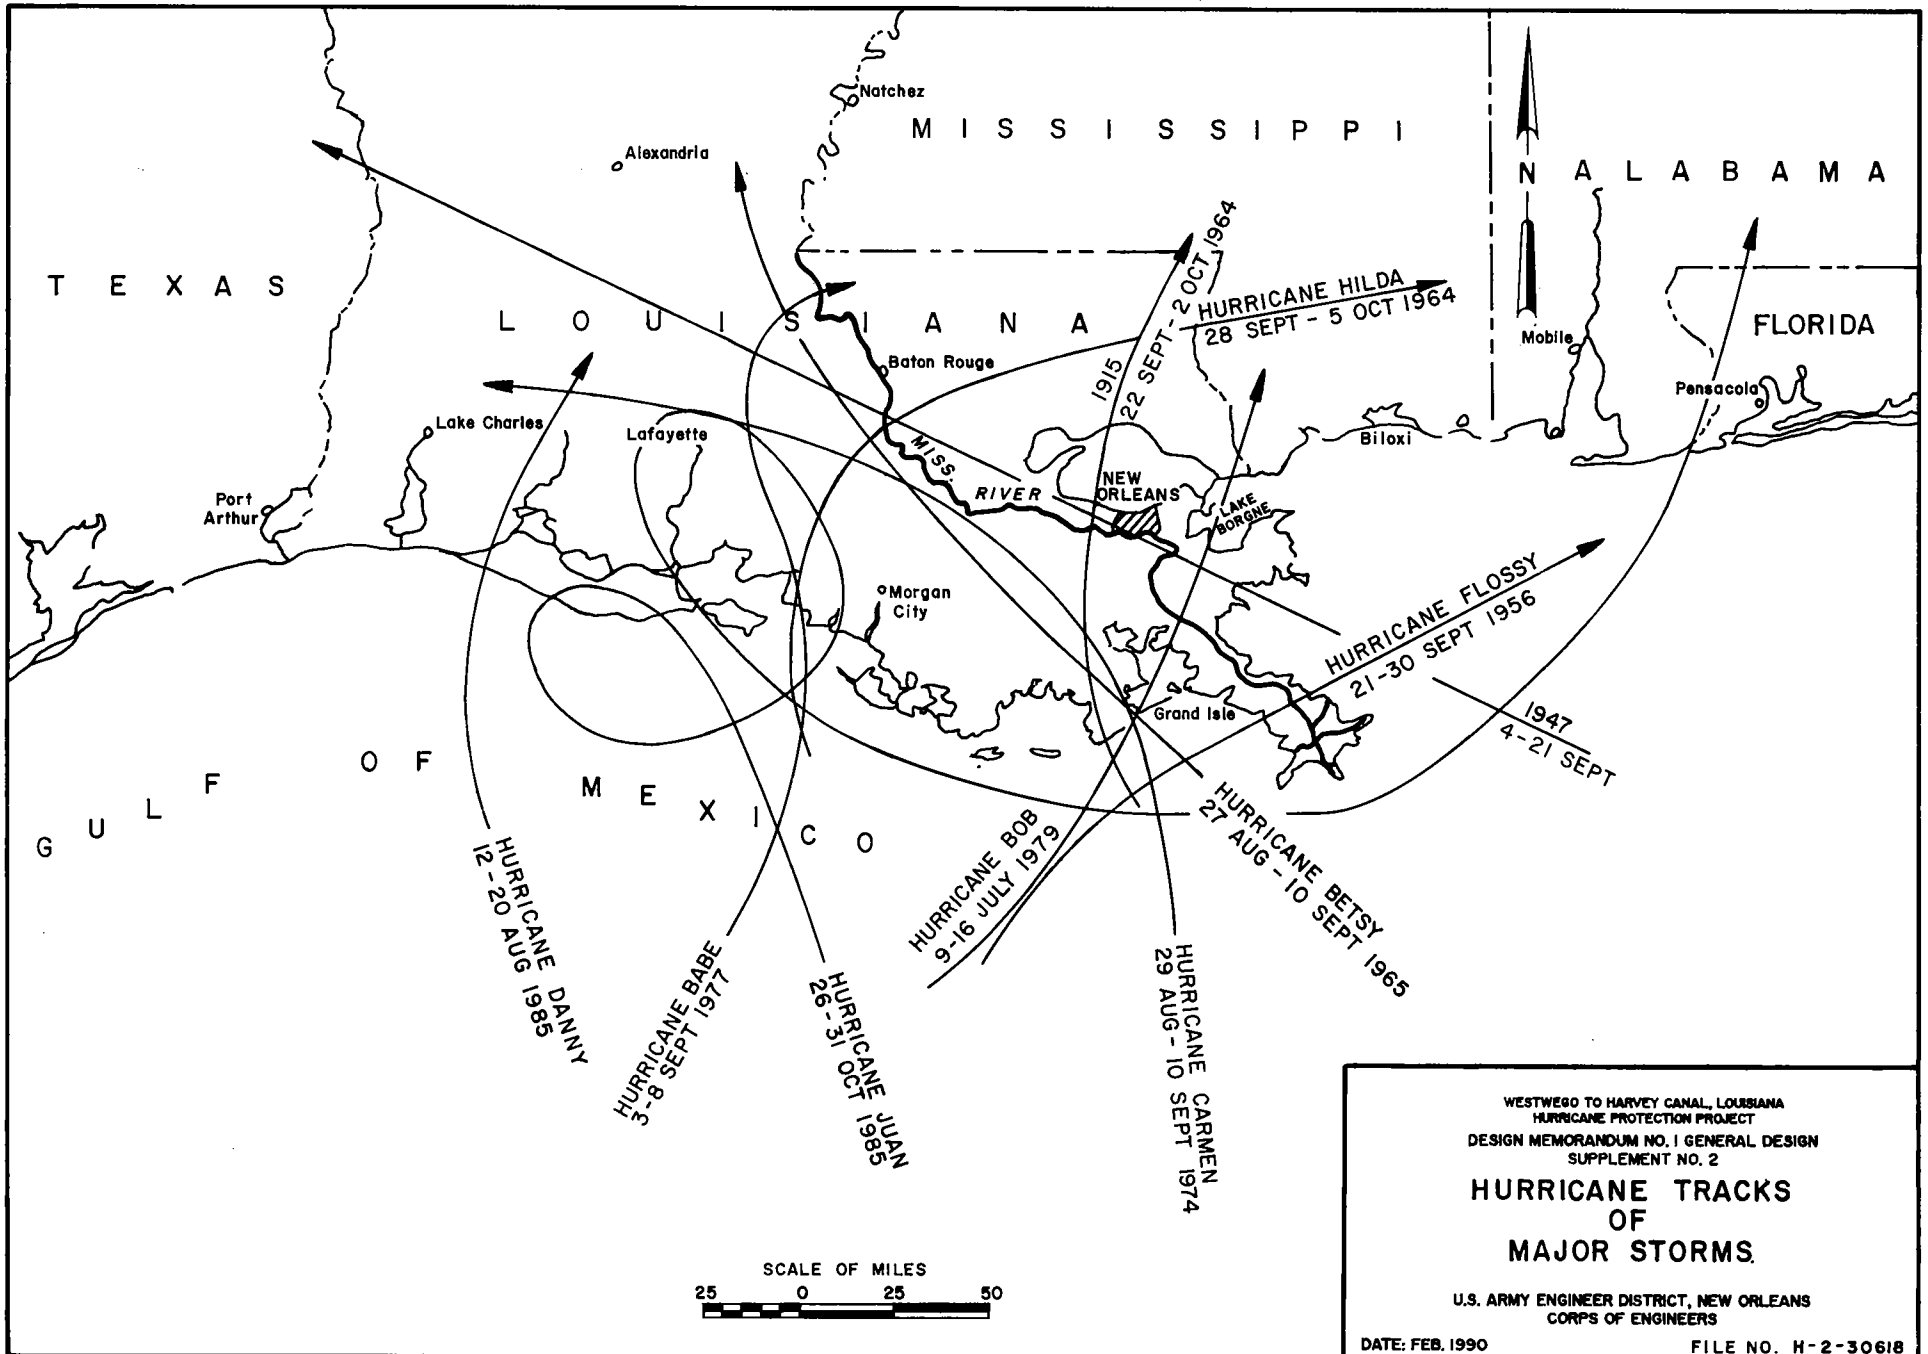 Natchez
MISSISSIPPI
Alexandria
N
ALABAMA
TEXAS
LOUISIANA
1915
22 SEPT - 2 OCT 1964
HURRICANE HILDA
28 SEPT - 5 OCT 1964
Mobile
FLORIDA
Baton Rouge
Pensacola
Lake Charles
Lafayette
Biloxi
MISS.
RIVER
NEW
ORLEANS
LAKE
BORGNE
Port
Arthur
Morgan
City
HURRICANE FLOSSY
21-30 SEPT 1956
Grand Isle
1947
4-21 SEPT
GULF OF MEXICO
HURRICANE DANNY
12-20 AUG 1985
HURRICANE BABE
3-8 SEPT 1977
HURRICANE JUAN
26-31 OCT 1985
HURRICANE BOB
9-16 JULY 1979
HURRICANE CARMEN
29 AUG - 10 SEPT 1974
HURRICANE BETSY
27 AUG - 10 SEPT 1965
SCALE OF MILES
25 0 25 50
WESTWEGO TO HARVEY CANAL, LOUISIANA
HURRICANE PROTECTION PROJECT
DESIGN MEMORANDUM NO. 1 GENERAL DESIGN
SUPPLEMENT NO. 2
HURRICANE TRACKS
OF
MAJOR STORMS.
U.S. ARMY ENGINEER DISTRICT, NEW ORLEANS
CORPS OF ENGINEERS
DATE: FEB. 1990 FILE NO. H-2-30618